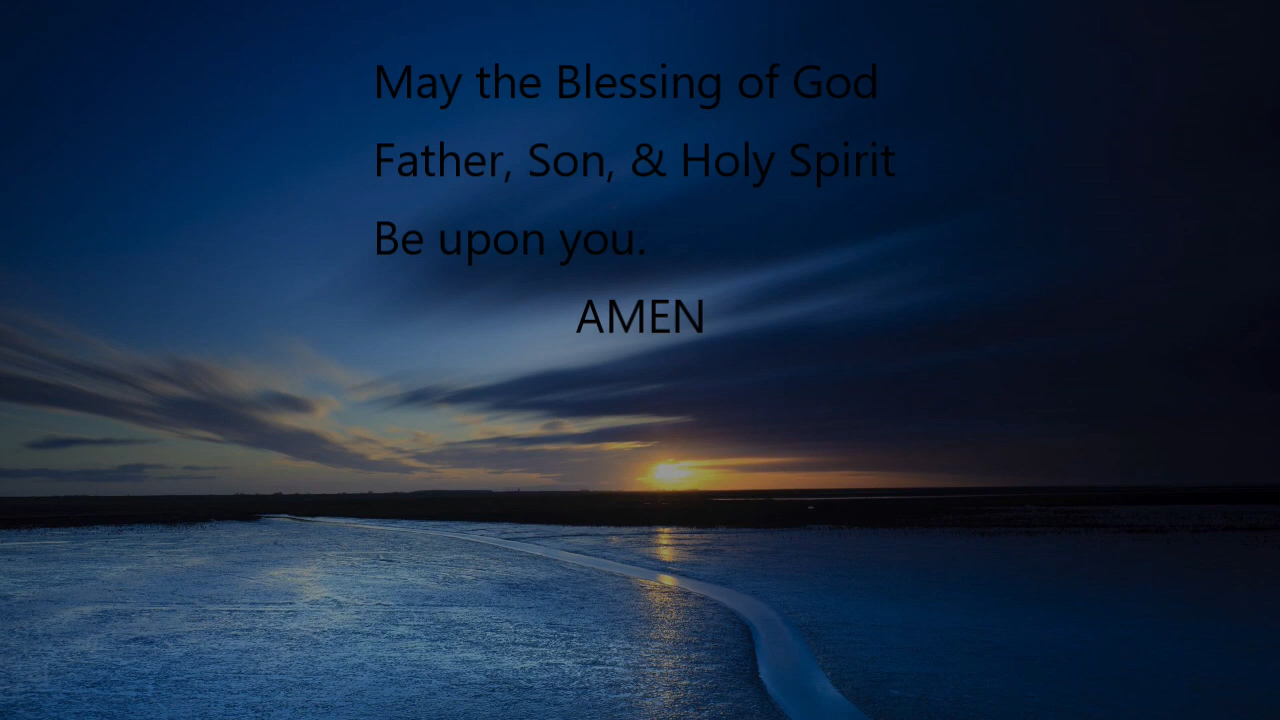 May the Blessing of God
Father, Son, & Holy Spirit
Be upon you.
AMEN